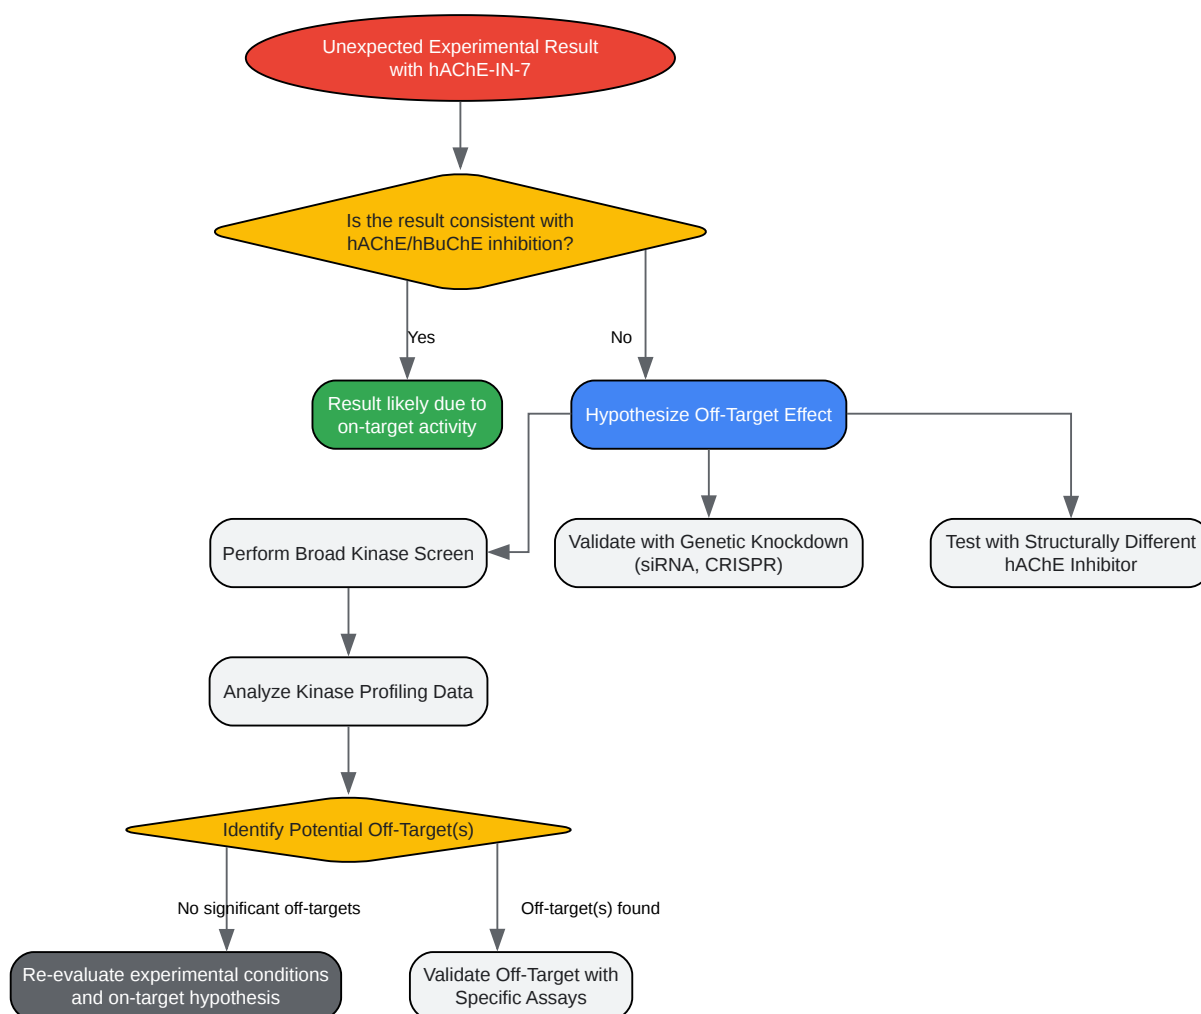 Unexpected Experimental Result
with hAChE-IN-7
Is the result consistent with
hAChE/hBuChE inhibition?
Yes
No
Result likely due to
on-target activity
Hypothesize Off-Target Effect
Perform Broad Kinase Screen
Validate with Genetic Knockdown
(siRNA, CRISPR)
Test with Structurally Different
hAChE Inhibitor
Analyze Kinase Profiling Data
Identify Potential Off-Target(s)
No significant off-targets
Off-target(s) found
Re-evaluate experimental conditions
and on-target hypothesis
Validate Off-Target with
Specific Assays